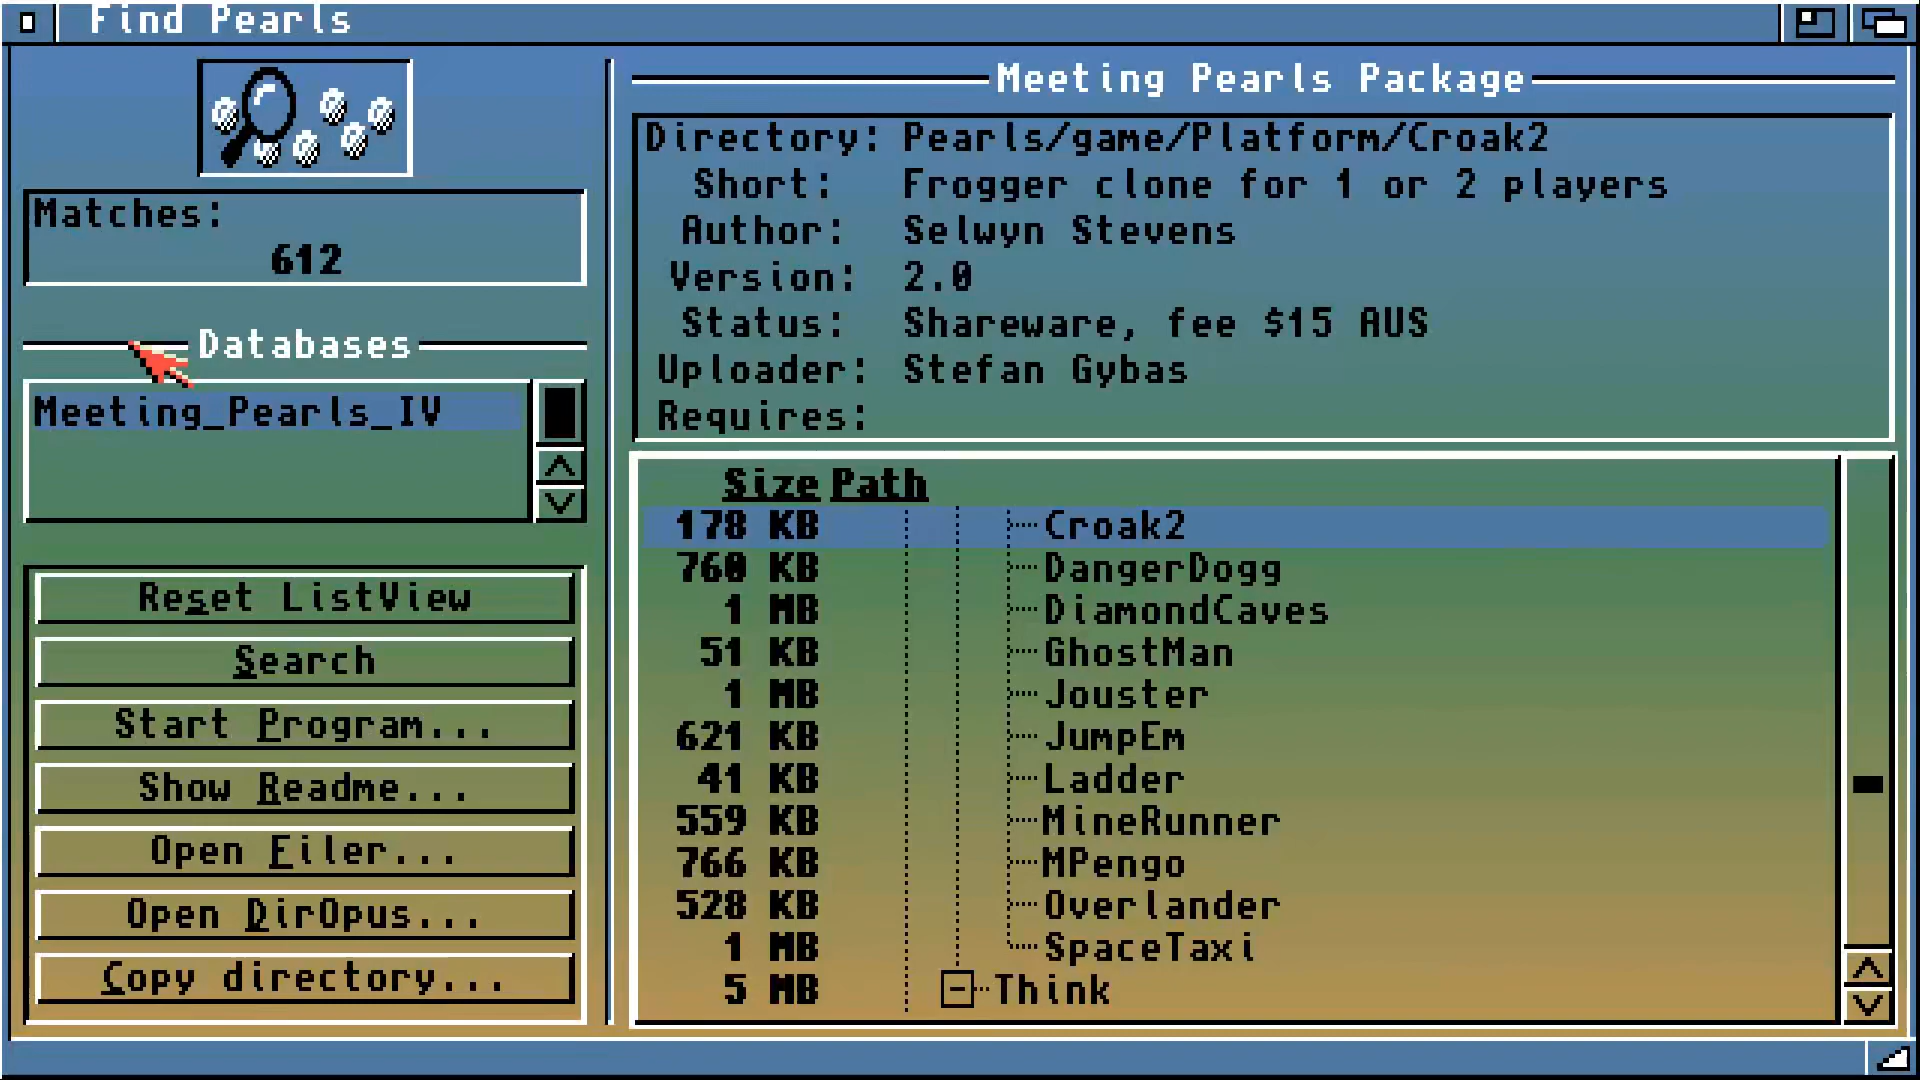 Find Pearls
Matches:
612
Databases
Meeting_Pearls_IV
Reset ListView
Search
Start Program...
Show Readme...
Open Filer...
Open DirOpus...
Copy directory...
Meeting Pearls Package
Directory: Pearls/game/Platform/Croak2
Short: Frogger clone for 1 or 2 players
Author: Selwyn Stevens
Version: 2.0
Status: Shareware, fee $15 AUS
Uploader: Stefan Gybas
Requires:
Size Path
178 KB Croak2
760 KB DangerDogg
1 MB DiamondCaves
51 KB GhostMan
1 MB Jouster
621 KB JumpEm
41 KB Ladder
559 KB MineRunner
766 KB MPengo
528 KB Overlander
1 MB SpaceTaxi
5 MB Think